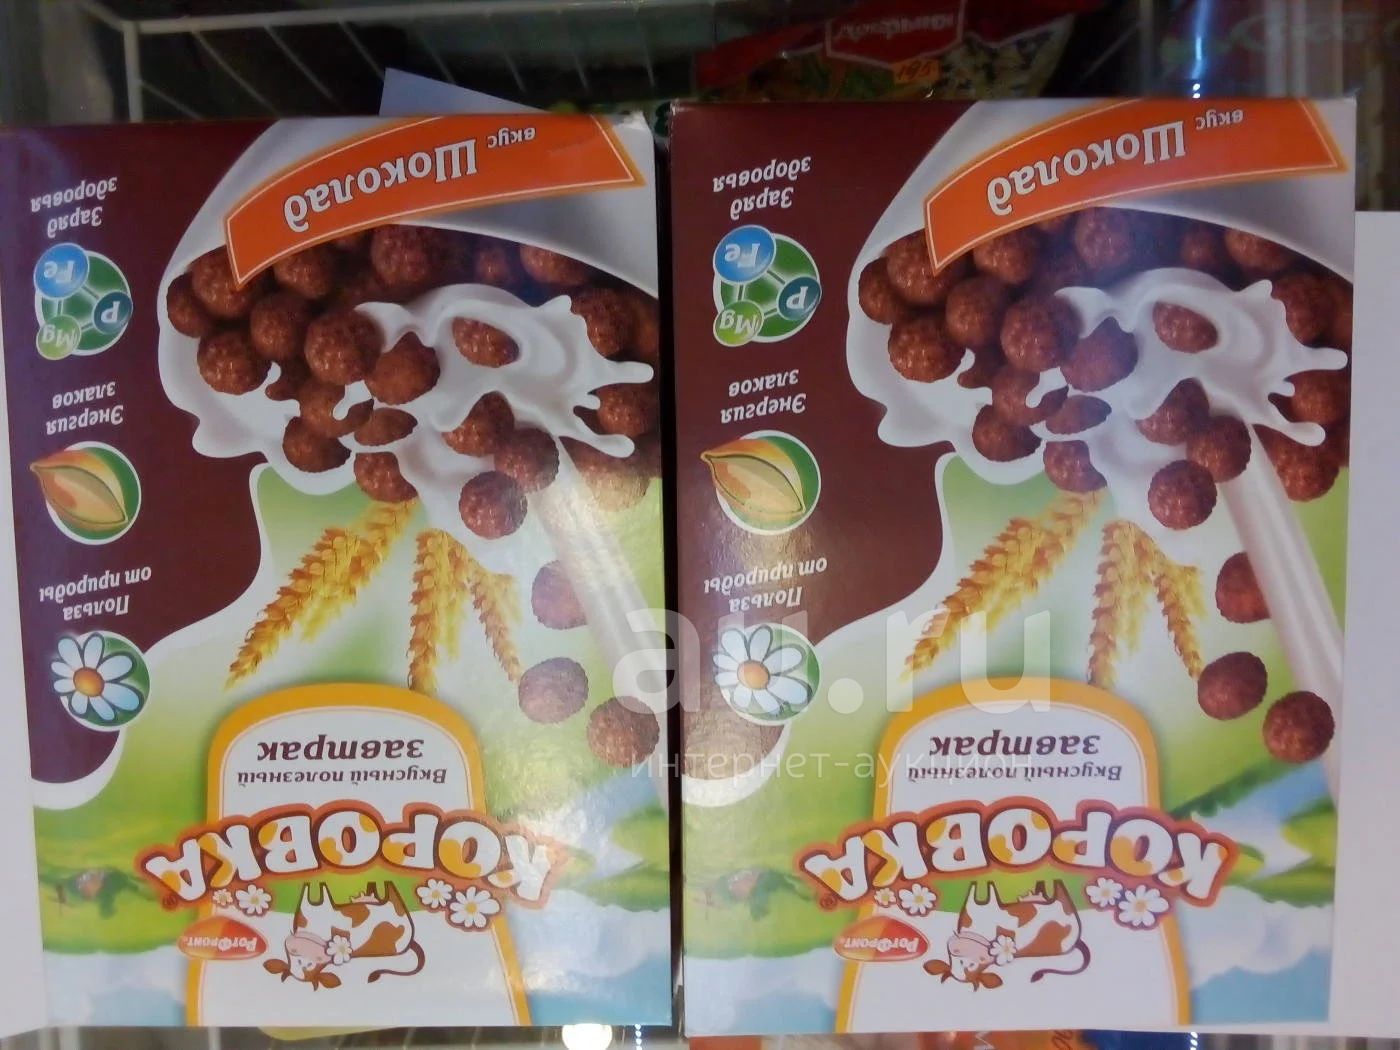 РотФронт
КОРОВКА®
Вкусный полезный
завтрак
Польза
от природы
Энергия
злаков
Mg
P
Fe
Заряд
здоровья
вкус Шоколад
РотФронт
КОРОВКА®
Вкусный полезный
завтрак
Польза
от природы
Энергия
злаков
Mg
P
Fe
Заряд
здоровья
вкус Шоколад
195
au.ru
интернет-аукцион